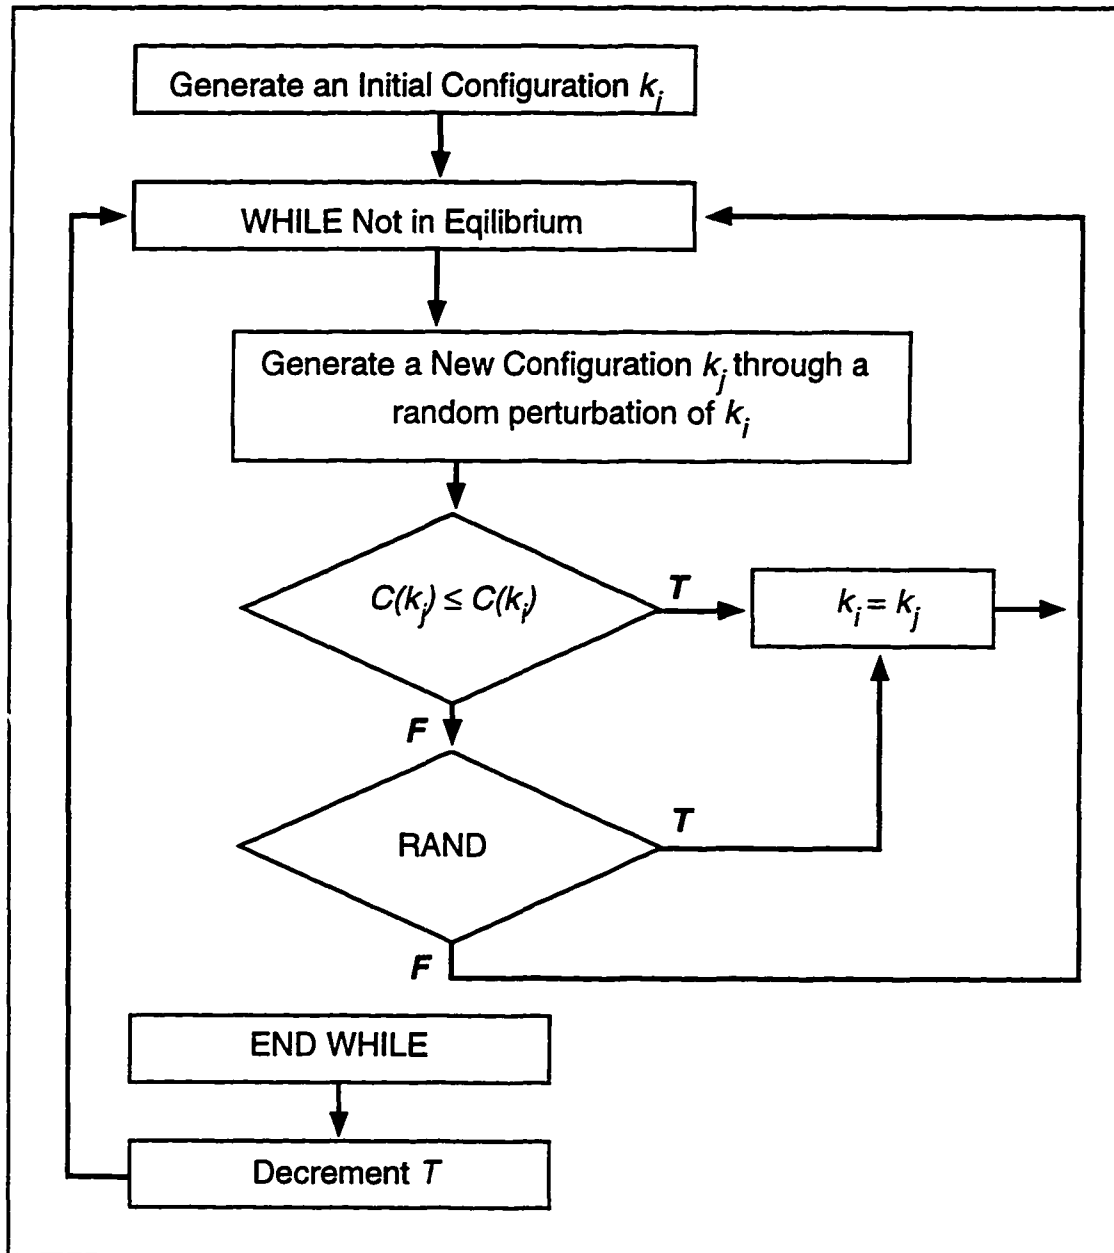 Generate an Initial Configuration k_i
WHILE Not in Eqilibrium
Generate a New Configuration k_j through a
random perturbation of k_i
C(k_j) ≤ C(k_i)
T
k_i = k_j
F
RAND
T
F
END WHILE
Decrement T